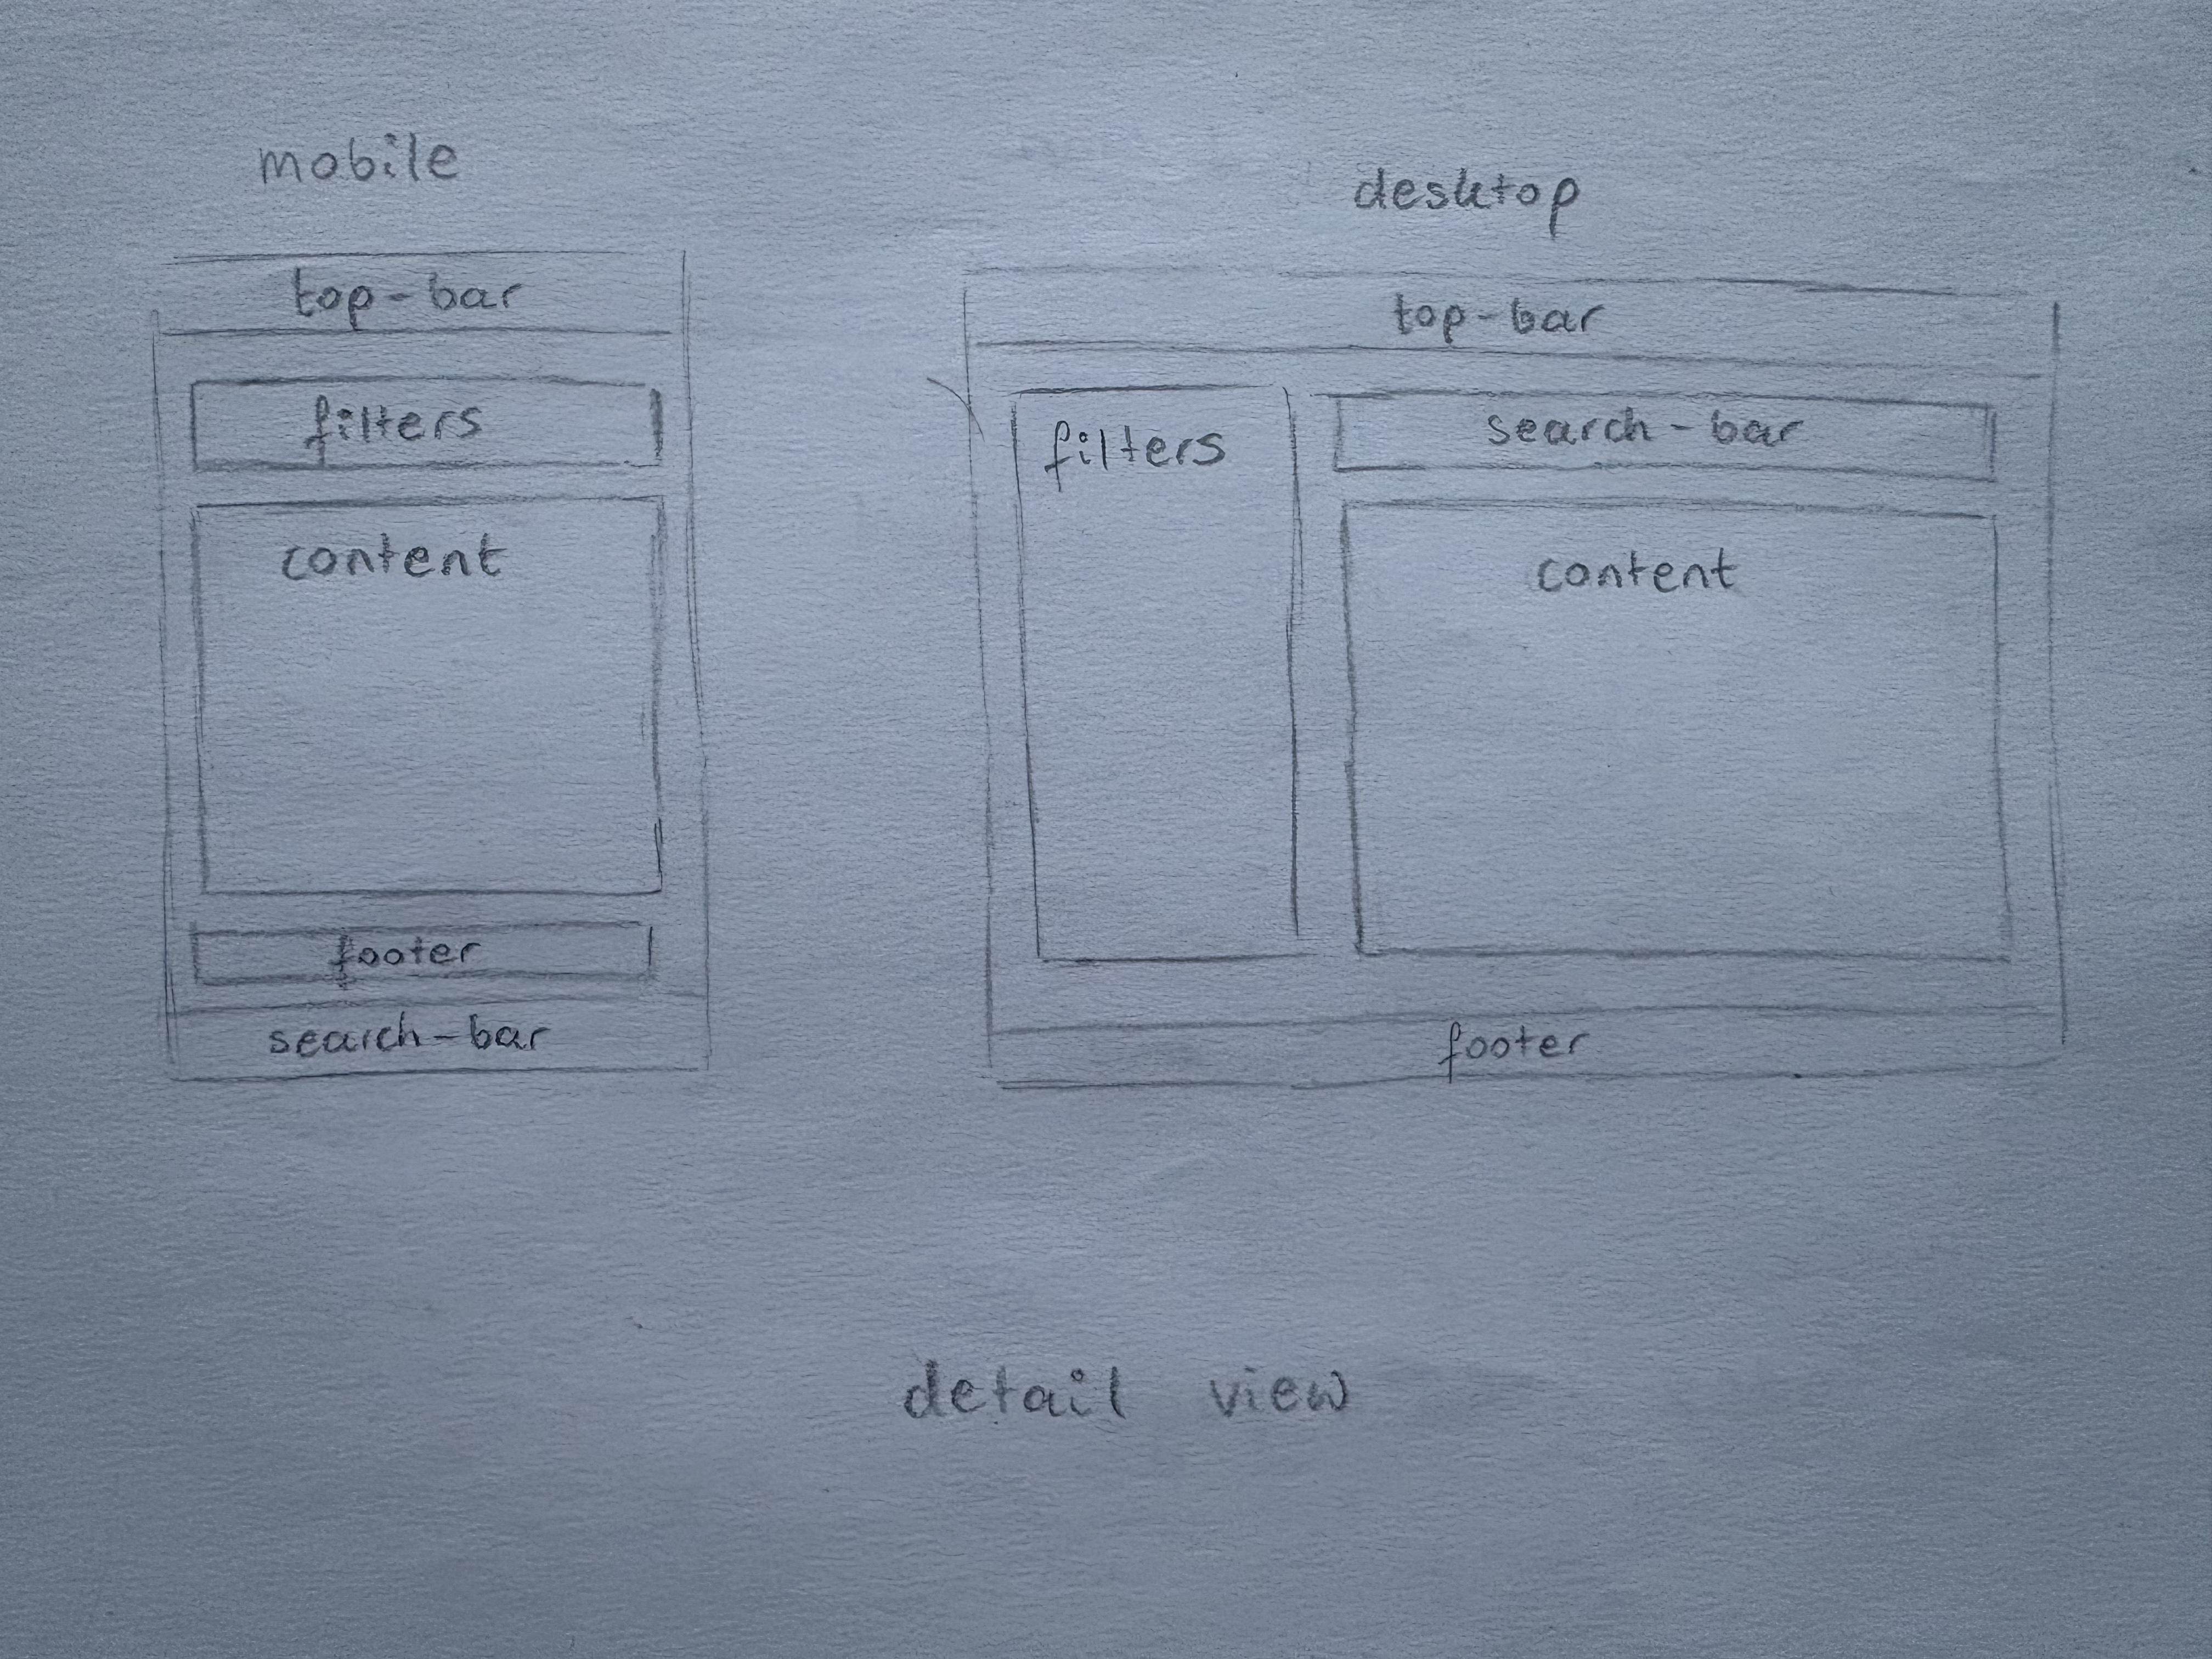 mobile
top-bar
filters
content
footer
search-bar
desktop
top-bar
filters
search-bar
content
footer
detail view